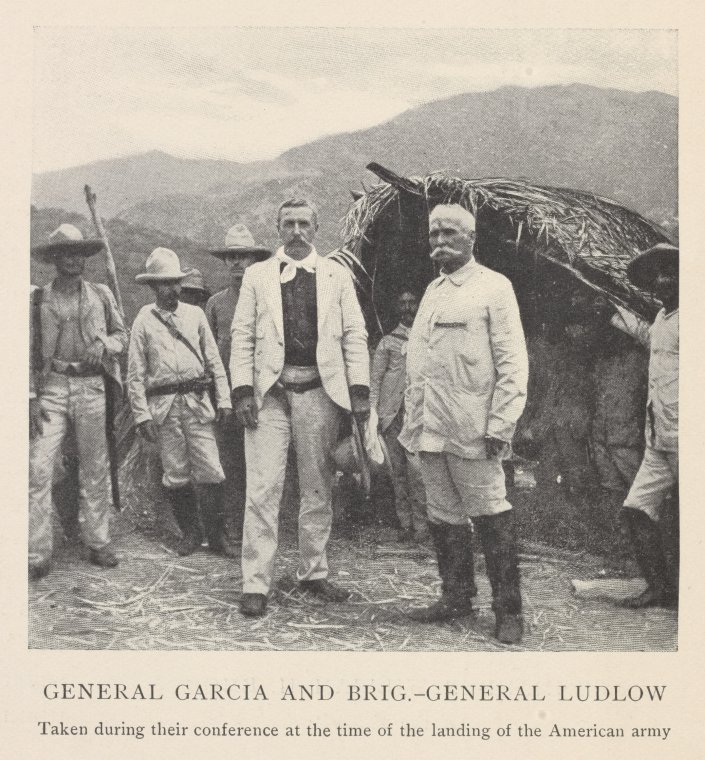 GENERAL GARCIA AND BRIG.–GENERAL LUDLOW
Taken during their conference at the time of the landing of the American army